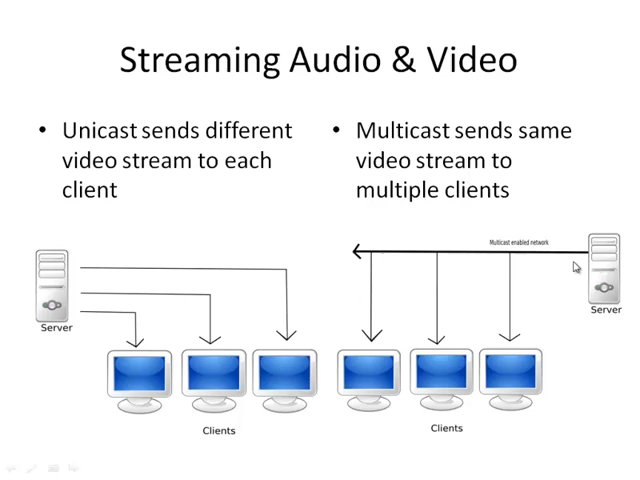 Streaming Audio & Video
• Unicast sends different
video stream to each
client
• Multicast sends same
video stream to
multiple clients
Server
Clients
Multicast enabled network
Server
Clients